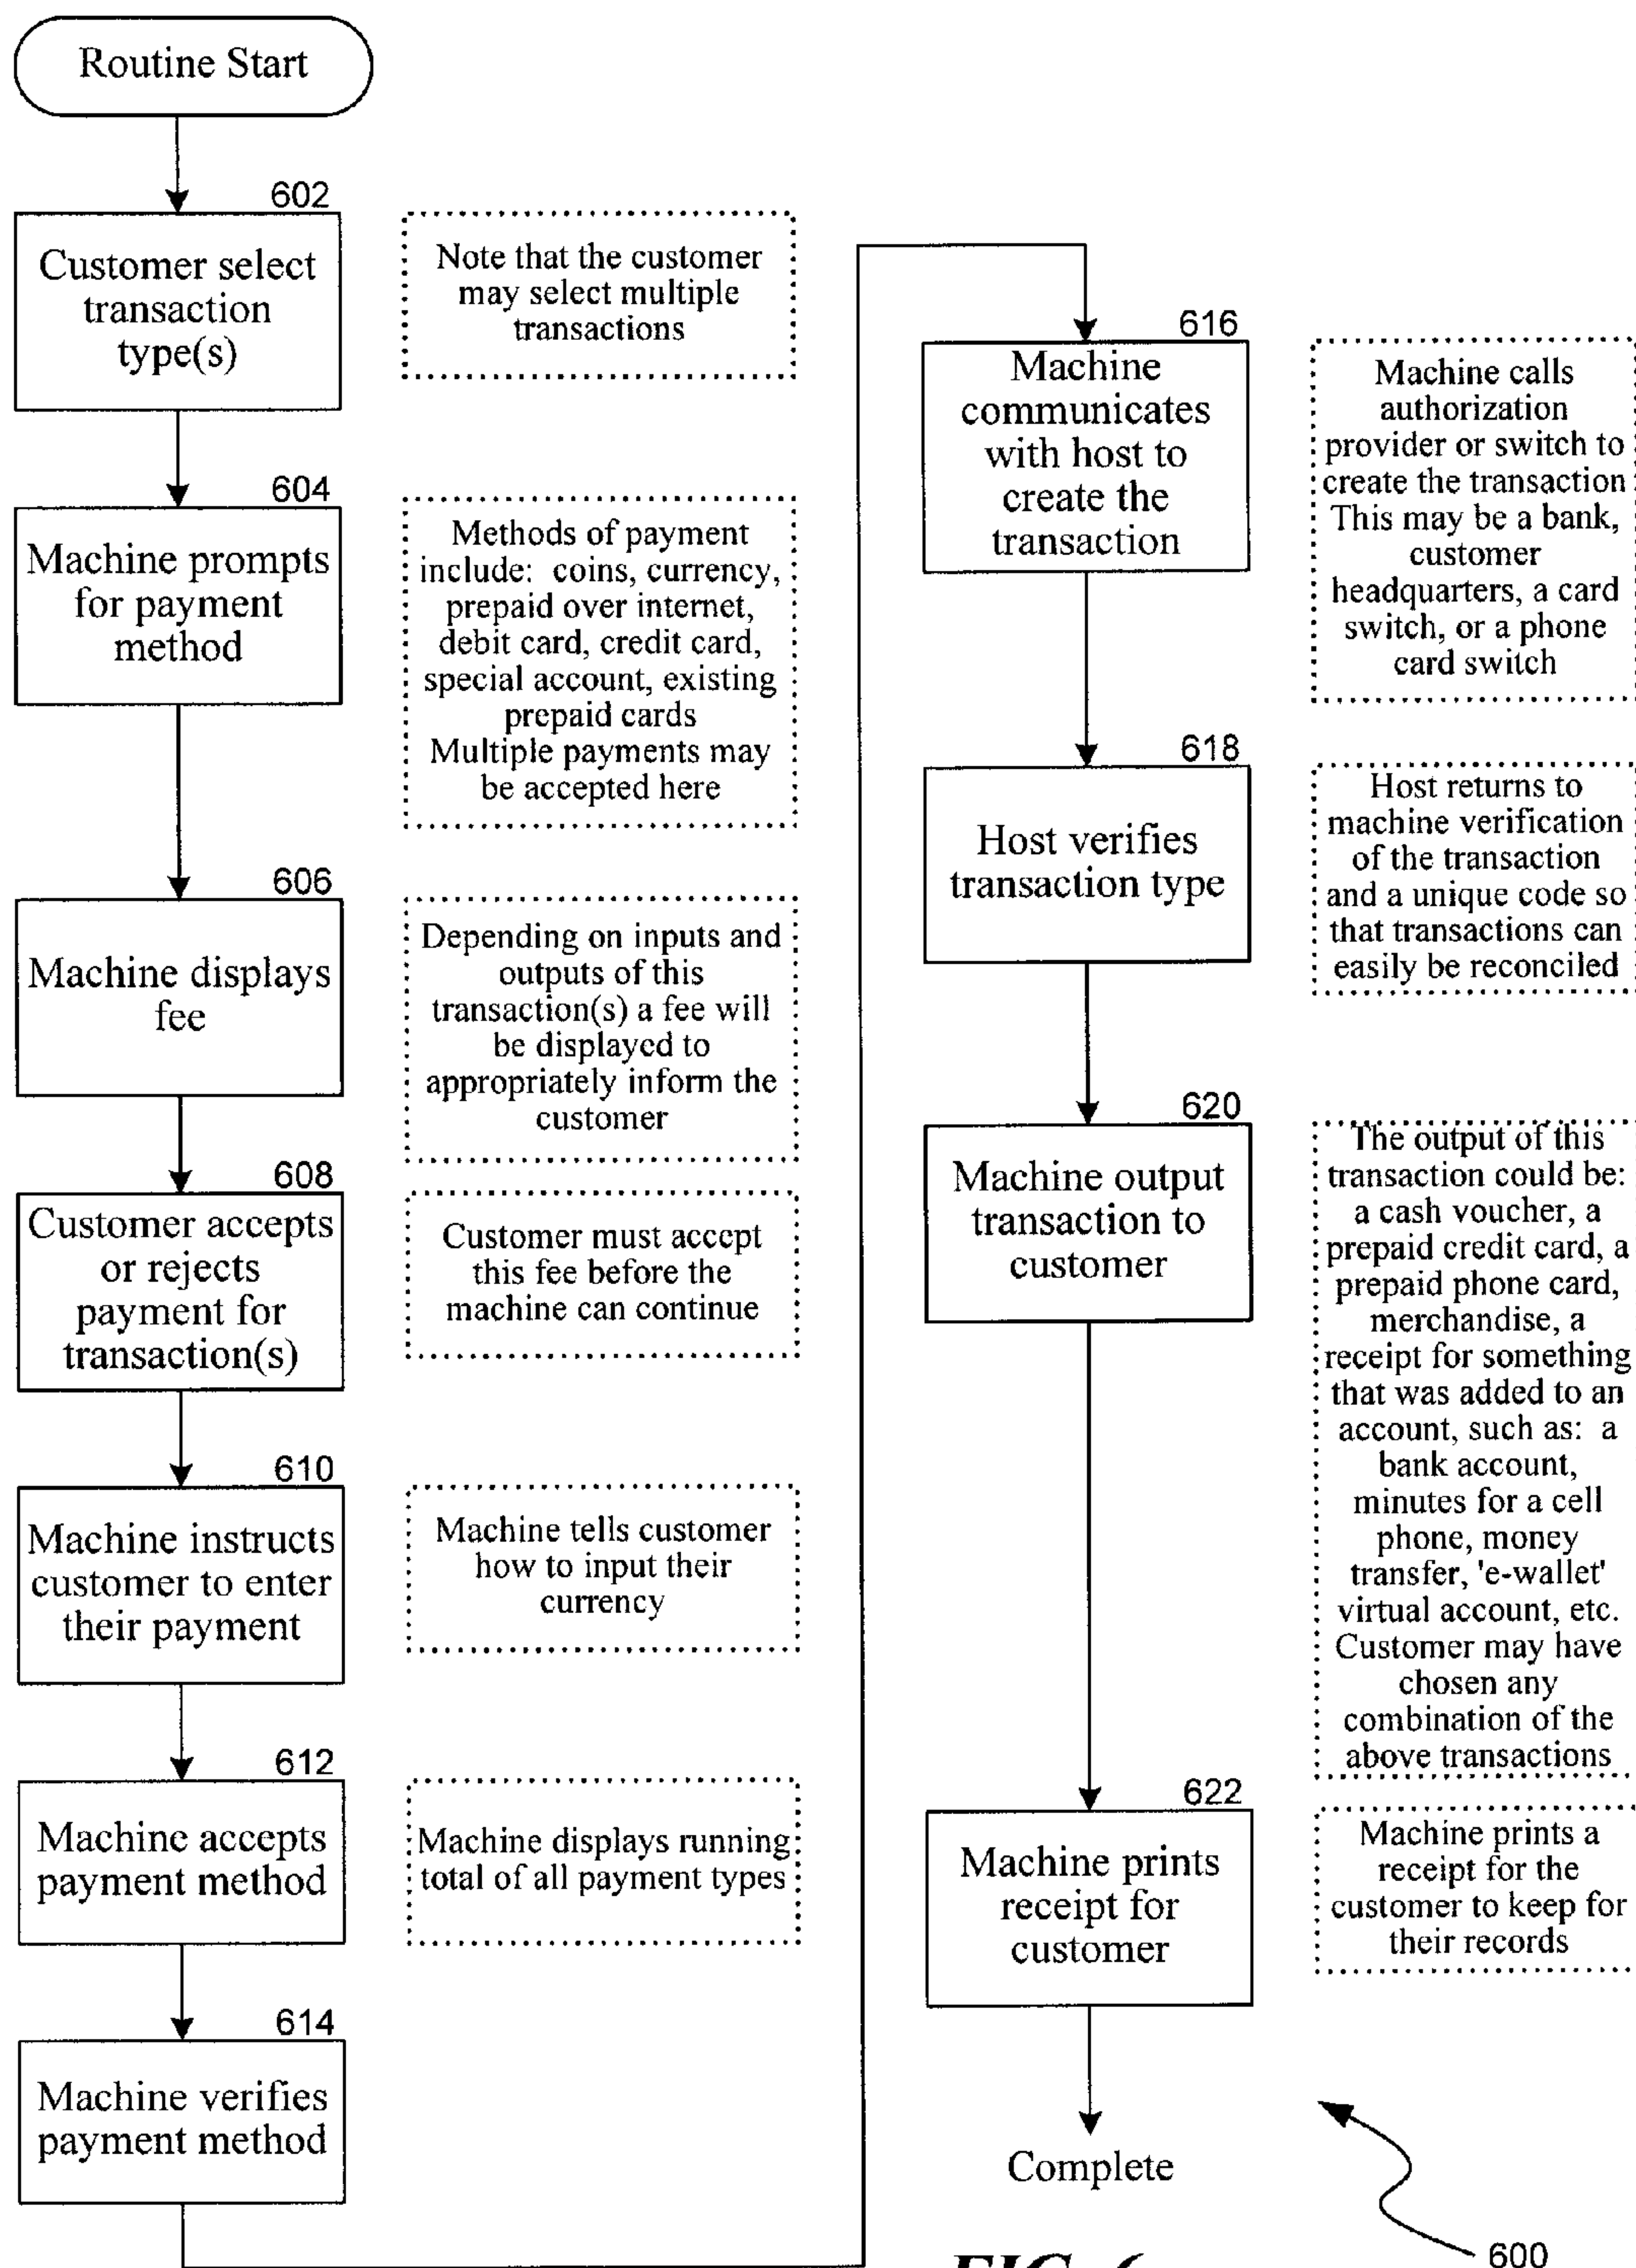 Routine Start
602
Customer select
transaction
type(s)
Note that the customer
may select multiple
transactions
604
Machine prompts
for payment
method
Methods of payment
include: coins, currency,
prepaid over internet,
debit card, credit card,
special account, existing
prepaid cards
Multiple payments may
be accepted here
606
Machine displays
fee
Depending on inputs and
outputs of this
transaction(s) a fee will
be displayed to
appropriately inform the
customer
608
Customer accepts
or rejects
payment for
transaction(s)
Customer must accept
this fee before the
machine can continue
610
Machine instructs
customer to enter
their payment
Machine tells customer
how to input their
currency
612
Machine accepts
payment method
Machine displays running
total of all payment types
614
Machine verifies
payment method
616
Machine
communicates
with host to
create the
transaction
Machine calls
authorization
provider or switch to
create the transaction
This may be a bank,
customer
headquarters, a card
switch, or a phone
card switch
618
Host verifies
transaction type
Host returns to
machine verification
of the transaction
and a unique code so
that transactions can
easily be reconciled
620
Machine output
transaction to
customer
The output of this
transaction could be:
a cash voucher, a
prepaid credit card, a
prepaid phone card,
merchandise, a
receipt for something
that was added to an
account, such as: a
bank account,
minutes for a cell
phone, money
transfer, 'e-wallet'
virtual account, etc.
Customer may have
chosen any
combination of the
above transactions
622
Machine prints
receipt for
customer
Machine prints a
receipt for the
customer to keep for
their records
Complete
600
FIG. 6